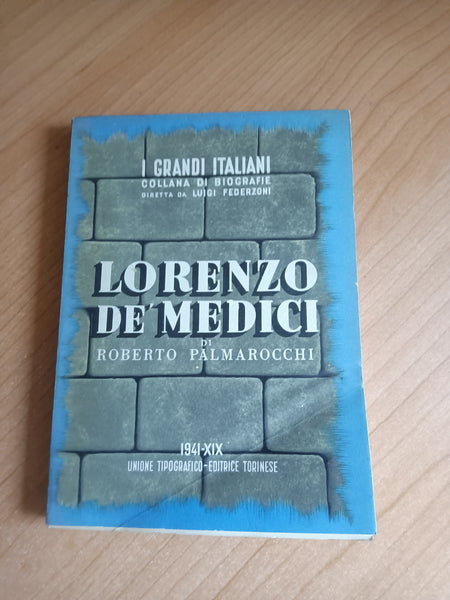 I GRANDI ITALIANI
COLLANA DI BIOGRAFIE
DIRETTA DA LUIGI FEDERZONI
LORENZO
DE' MEDICI
DI
ROBERTO PALMAROCCHI
1941-XIX
UNIONE TIPOGRAFICO-EDITRICE TORINESE